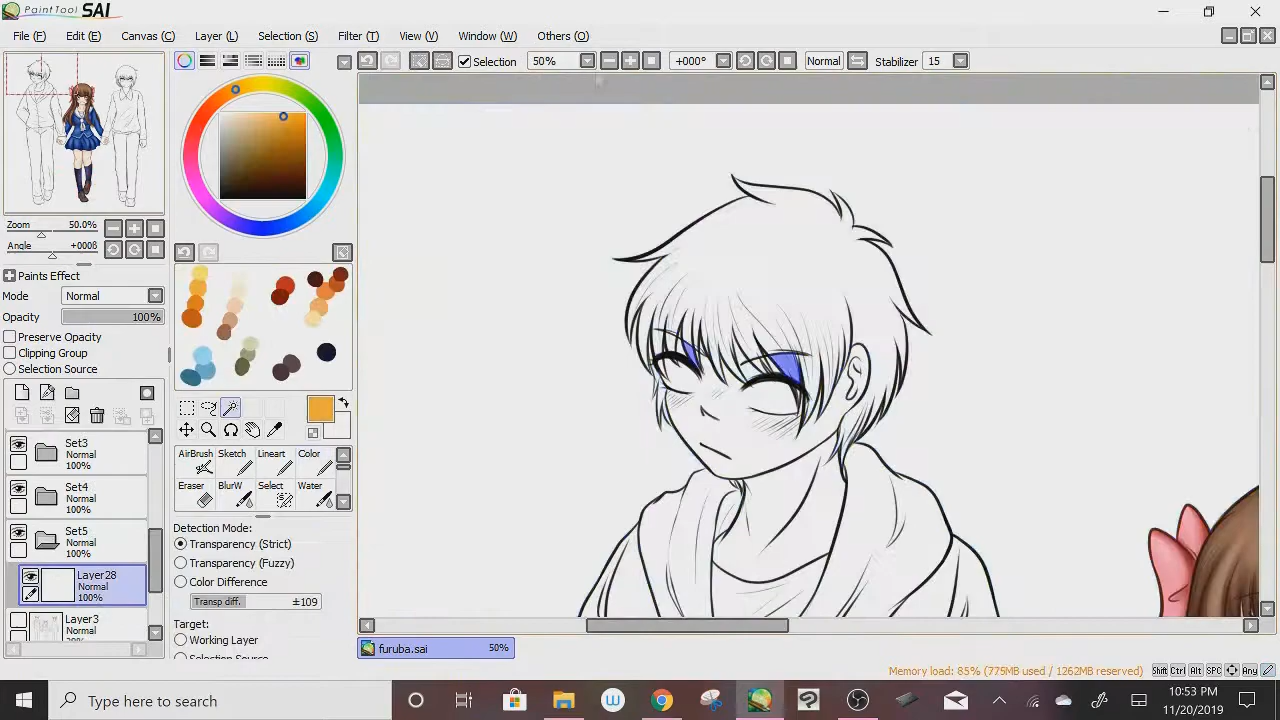 PaintTool SAI
File (F) Edit (E) Canvas (C) Layer (L) Selection (S) Filter (T) View (V) Window (W) Others (O)
Selection 50% +000° Normal Stabilizer 15
Zoom 50.0%
Angle +000ß
Paints Effect
Mode Normal
Opacity 100%
Preserve Opacity
Clipping Group
Selection Source
Set3
Normal
100%
Set4
Normal
100%
Set5
Normal
100%
Layer28
Normal
100%
Layer3
Normal
100%
AirBrush Sketch Lineart Color
Eraser BlurW Select Water
Detection Mode:
Transparency (Strict)
Transparency (Fuzzy)
Color Difference
Transp diff. ±109
Target:
Working Layer
Selection Source
furuba.sai 50%
Memory load: 85% (775MB used / 1262MB reserved) Shift Ctrl Alt SPC Any
Type here to search
10:53 PM
11/20/2019